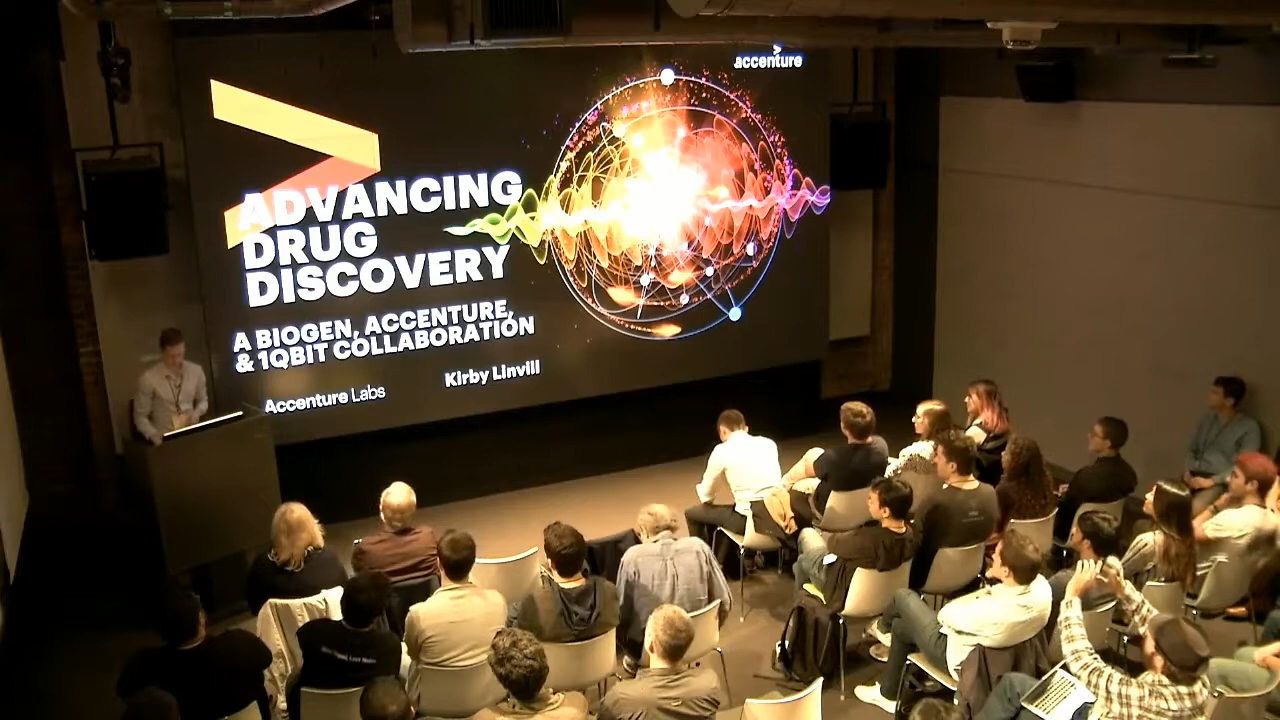 accenture
ADVANCING
DRUG
DISCOVERY
A BIOGEN, ACCENTURE,
& 1QBIT COLLABORATION
Kirby Linvill
Accenture Labs